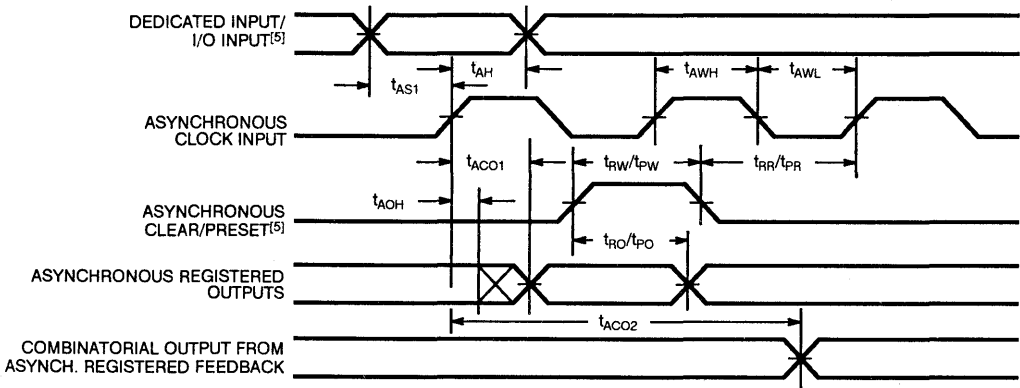 DEDICATED INPUT/
I/O INPUT[5]
tAH
tAS1
tAWH
tAWL
ASYNCHRONOUS
CLOCK INPUT
tACO1
tRW/tPW
tRR/tPR
tAOH
ASYNCHRONOUS
CLEAR/PRESET[5]
tRO/tPO
ASYNCHRONOUS REGISTERED
OUTPUTS
tACO2
COMBINATORIAL OUTPUT FROM
ASYNCH. REGISTERED FEEDBACK